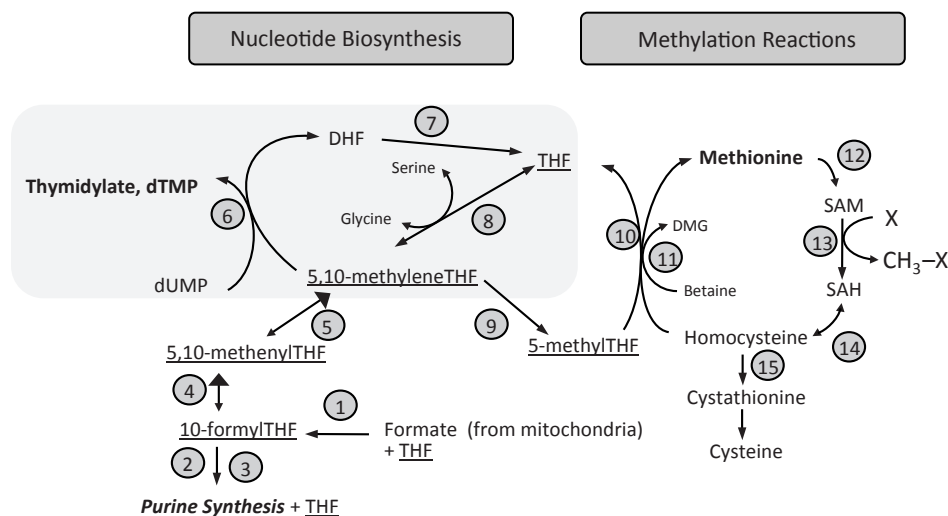 Nucleotide Biosynthesis
Methylation Reactions
7
DHF
Serine
THF
Methionine
12
Thymidylate, dTMP
6
Glycine
8
10
DMG
11
SAM
X
13
CH3–X
dUMP
5,10-methyleneTHF
Betaine
SAH
5
9
5,10-methenylTHF
5-methylTHF
Homocysteine
14
15
4
1
Cystathionine
10-formylTHF
Formate (from mitochondria)
+ THF
2
3
Cysteine
Purine Synthesis + THF